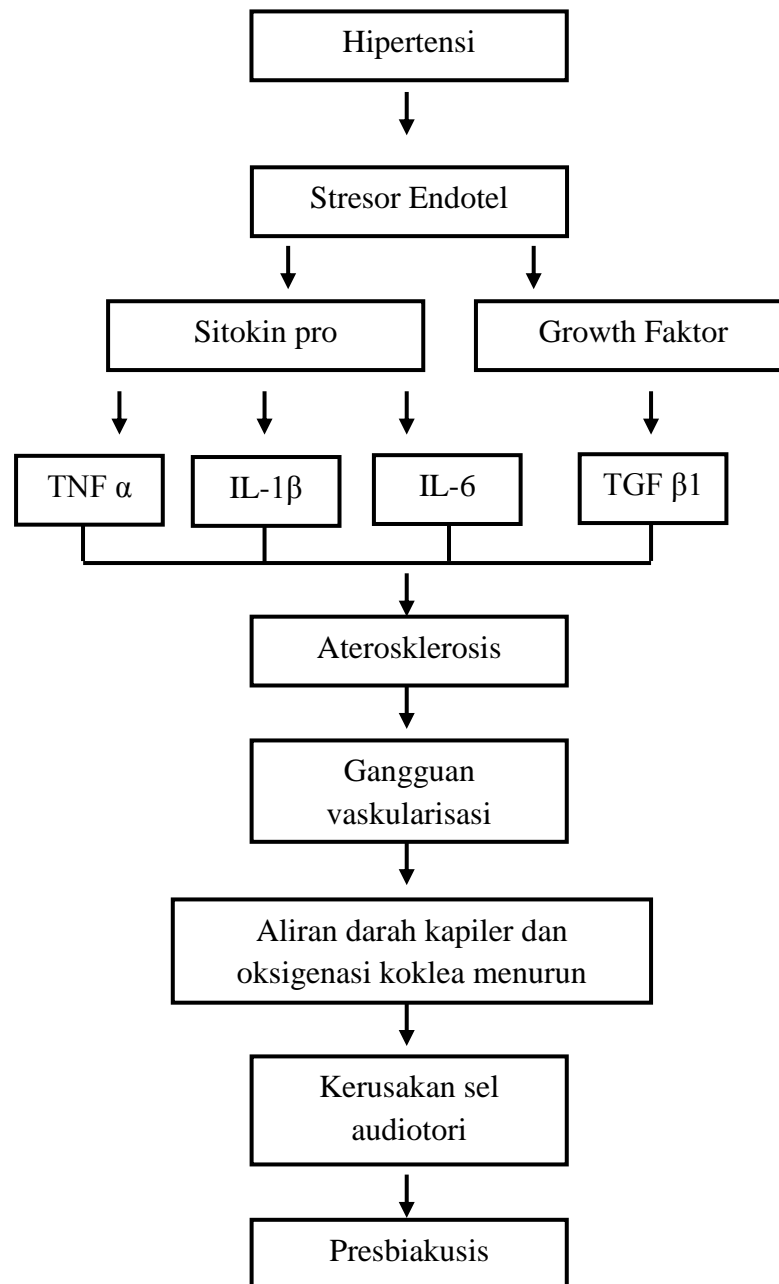 Hipertensi
Stresor Endotel
Sitokin pro
Growth Faktor
TNF α
IL-1β
IL-6
TGF β1
Aterosklerosis
Gangguan
vaskularisasi
Aliran darah kapiler dan
oksigenasi koklea menurun
Kerusakan sel
audiotori
Presbiakusis